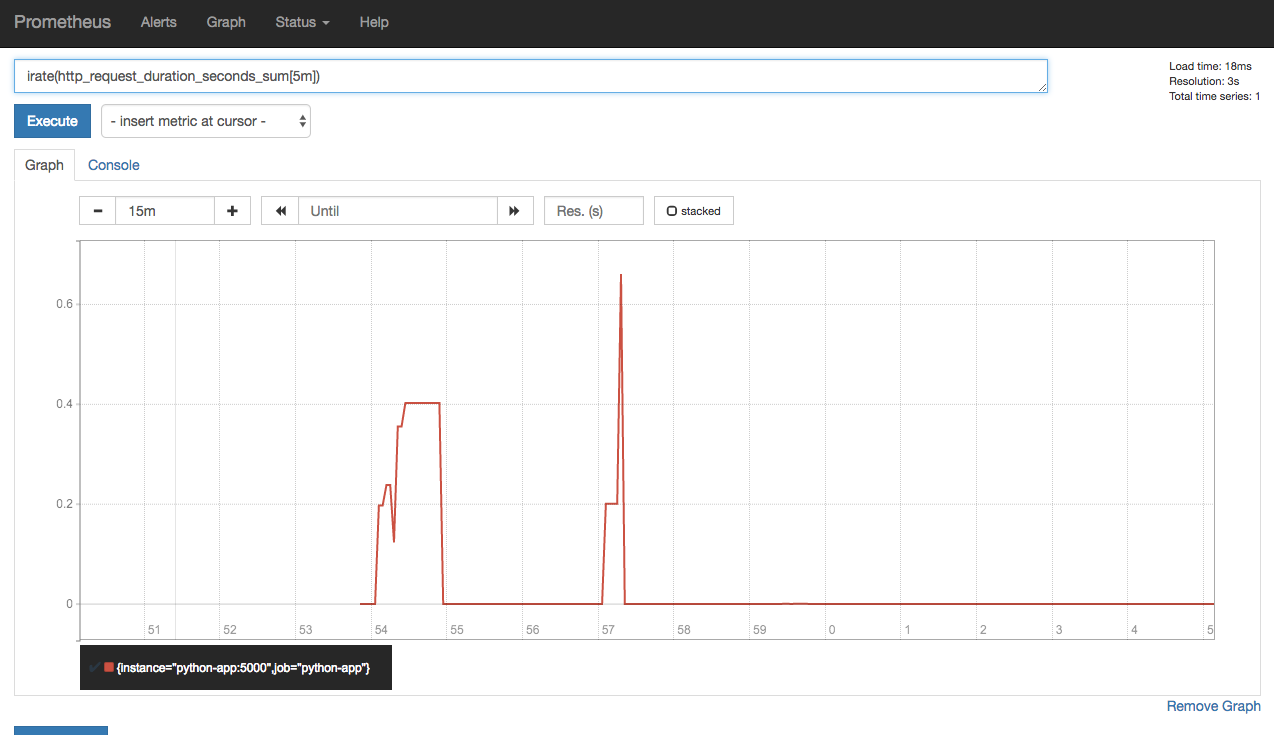 Prometheus Alerts Graph Status Help
irate(http_request_duration_seconds_sum[5m])
Load time: 18ms
Resolution: 3s
Total time series: 1
Execute - insert metric at cursor -
Graph Console
15m Until Res. (s) stacked
0.6
0.4
0.2
0
51 52 53 54 55 56 57 58 59 0 1 2 3 4 5
{instance="python-app:5000",job="python-app"}
Remove Graph